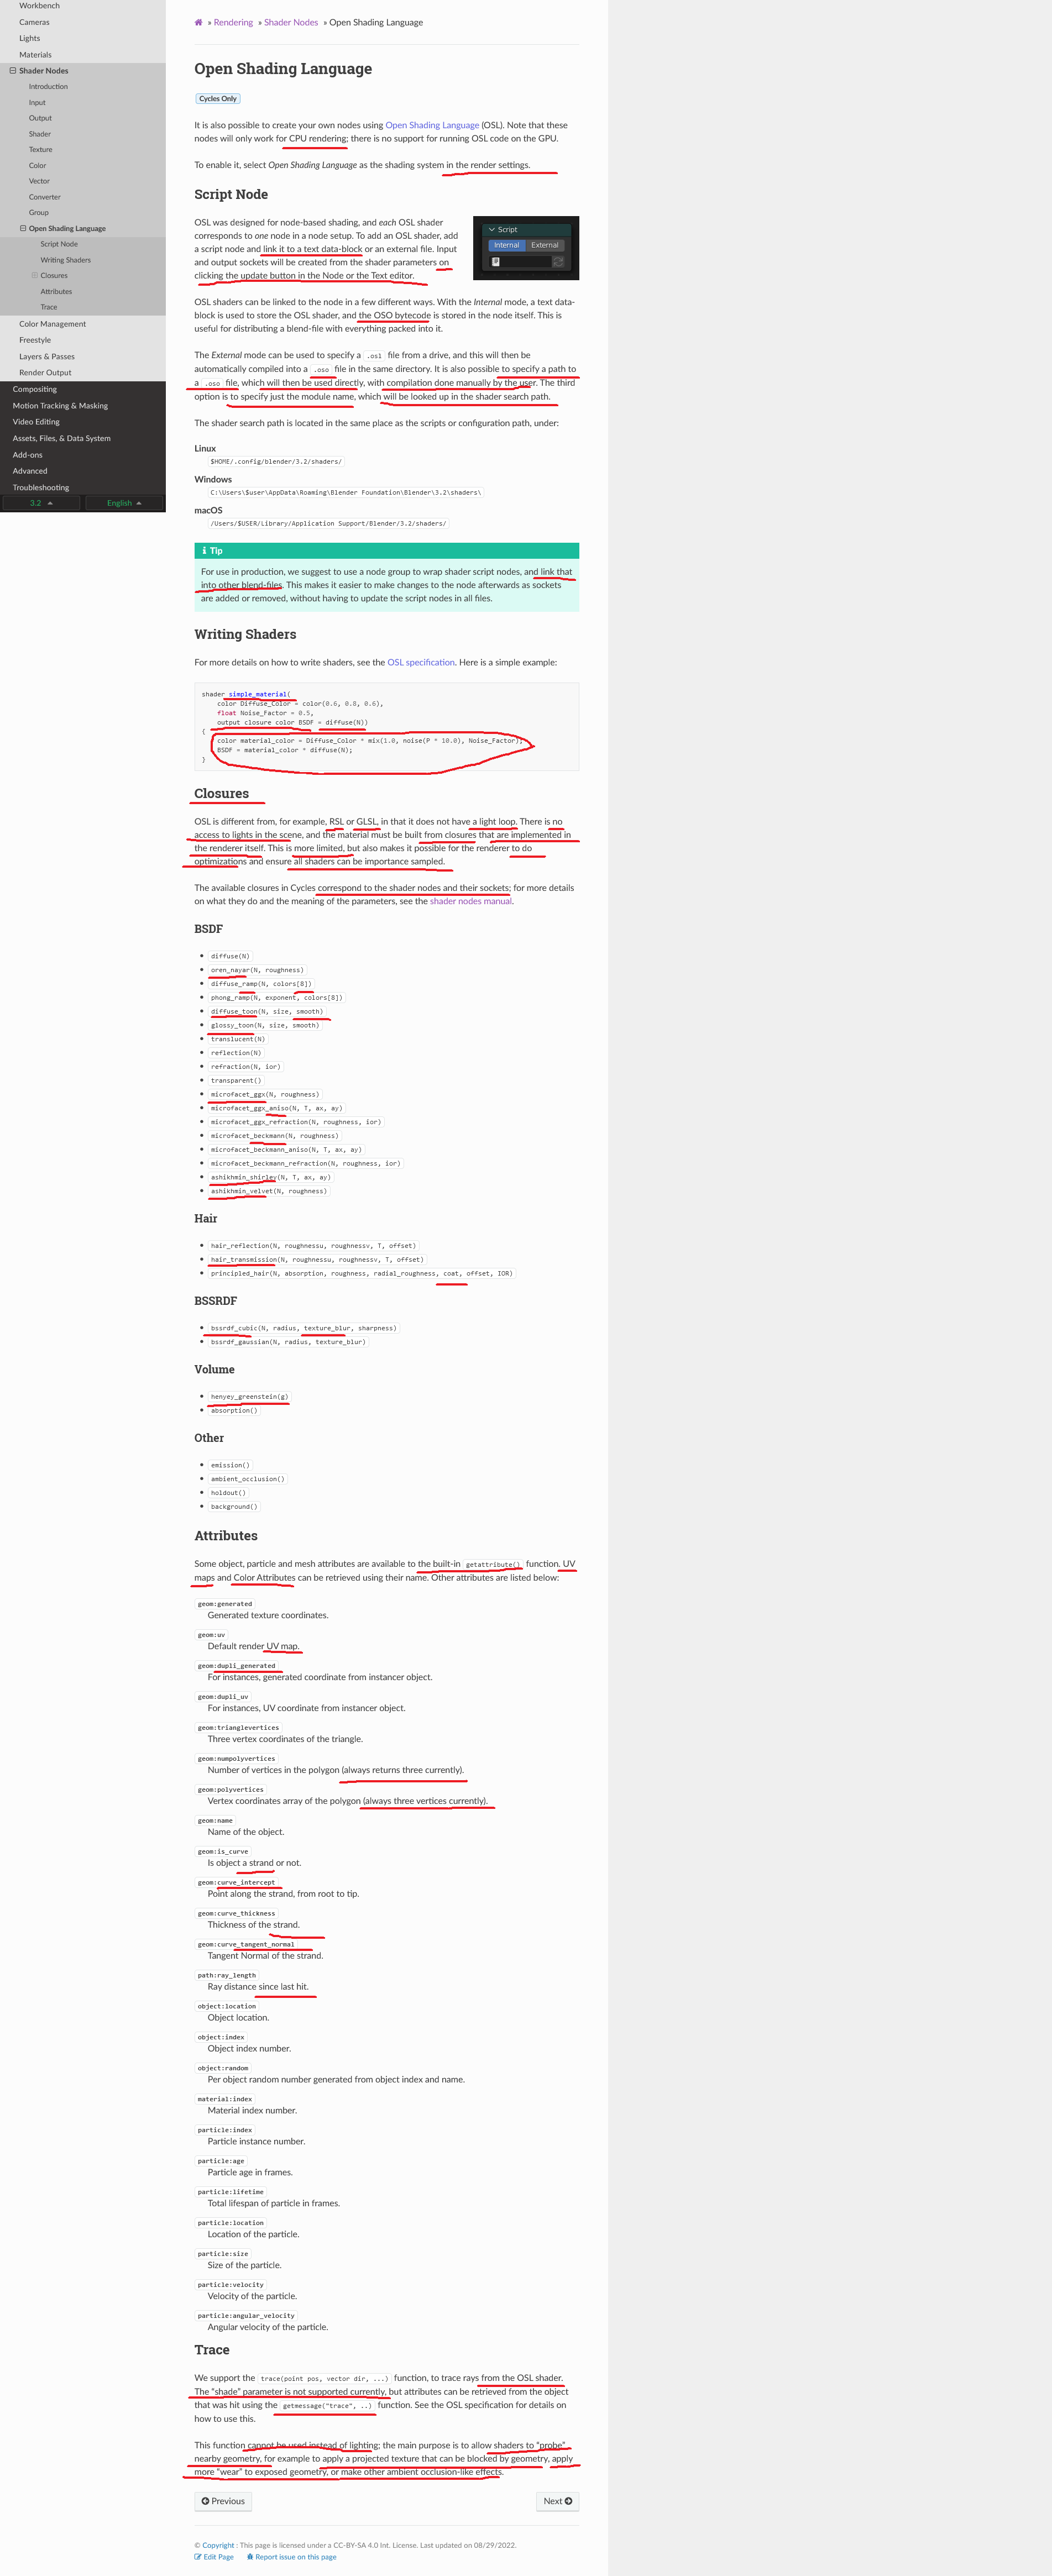 Workbench
Cameras
Lights
Materials
Shader Nodes
Introduction
Input
Output
Shader
Texture
Color
Vector
Converter
Group
Open Shading Language
Script Node
Writing Shaders
Closures
Attributes
Trace
Color Management
Freestyle
Layers & Passes
Render Output
Compositing
Motion Tracking & Masking
Video Editing
Assets, Files, & Data System
Add-ons
Advanced
Troubleshooting
3.2
English
» Rendering » Shader Nodes » Open Shading Language
Open Shading Language
Cycles Only
It is also possible to create your own nodes using Open Shading Language (OSL). Note that these
nodes will only work for CPU rendering; there is no support for running OSL code on the GPU.
To enable it, select Open Shading Language as the shading system in the render settings.
Script Node
OSL was designed for node-based shading, and each OSL shader
corresponds to one node in a node setup. To add an OSL shader, add
a script node and link it to a text data-block or an external file. Input
and output sockets will be created from the shader parameters on
clicking the update button in the Node or the Text editor.
Script
Internal
External
OSL shaders can be linked to the node in a few different ways. With the Internal mode, a text data-
block is used to store the OSL shader, and the OSO bytecode is stored in the node itself. This is
useful for distributing a blend-file with everything packed into it.
The External mode can be used to specify a .osl file from a drive, and this will then be
automatically compiled into a .oso file in the same directory. It is also possible to specify a path to
a .oso file, which will then be used directly, with compilation done manually by the user. The third
option is to specify just the module name, which will be looked up in the shader search path.
The shader search path is located in the same place as the scripts or configuration path, under:
Linux
$HOME/.config/blender/3.2/shaders/
Windows
C:\Users\$user\AppData\Roaming\Blender Foundation\Blender\3.2\shaders\
macOS
/Users/$USER/Library/Application Support/Blender/3.2/shaders/
Tip
For use in production, we suggest to use a node group to wrap shader script nodes, and link that
into other blend-files. This makes it easier to make changes to the node afterwards as sockets
are added or removed, without having to update the script nodes in all files.
Writing Shaders
For more details on how to write shaders, see the OSL specification. Here is a simple example:
shader simple_material(
color Diffuse_Color = color(0.6, 0.8, 0.6),
float Noise_Factor = 0.5,
output closure color BSDF = diffuse(N))
{
color material_color = Diffuse_Color * mix(1.0, noise(P * 10.0), Noise_Factor);
BSDF = material_color * diffuse(N);
}
Closures
OSL is different from, for example, RSL or GLSL, in that it does not have a light loop. There is no
access to lights in the scene, and the material must be built from closures that are implemented in
the renderer itself. This is more limited, but also makes it possible for the renderer to do
optimizations and ensure all shaders can be importance sampled.
The available closures in Cycles correspond to the shader nodes and their sockets; for more details
on what they do and the meaning of the parameters, see the shader nodes manual.
BSDF
diffuse(N)
oren_nayar(N, roughness)
diffuse_ramp(N, colors[8])
phong_ramp(N, exponent, colors[8])
diffuse_toon(N, size, smooth)
glossy_toon(N, size, smooth)
translucent(N)
reflection(N)
refraction(N, ior)
transparent()
microfacet_ggx(N, roughness)
microfacet_ggx_aniso(N, T, ax, ay)
microfacet_ggx_refraction(N, roughness, ior)
microfacet_beckmann(N, roughness)
microfacet_beckmann_aniso(N, T, ax, ay)
microfacet_beckmann_refraction(N, roughness, ior)
ashikhmin_shirley(N, T, ax, ay)
ashikhmin_velvet(N, roughness)
Hair
hair_reflection(N, roughnessu, roughnessv, T, offset)
hair_transmission(N, roughnessu, roughnessv, T, offset)
principled_hair(N, absorption, roughness, radial_roughness, coat, offset, IOR)
BSSRDF
bssrdf_cubic(N, radius, texture_blur, sharpness)
bssrdf_gaussian(N, radius, texture_blur)
Volume
henyey_greenstein(g)
absorption()
Other
emission()
ambient_occlusion()
holdout()
background()
Attributes
Some object, particle and mesh attributes are available to the built-in getattribute() function. UV
maps and Color Attributes can be retrieved using their name. Other attributes are listed below:
geom:generated
Generated texture coordinates.
geom:uv
Default render UV map.
geom:dupli_generated
For instances, generated coordinate from instancer object.
geom:dupli_uv
For instances, UV coordinate from instancer object.
geom:trianglevertices
Three vertex coordinates of the triangle.
geom:numpolyvertices
Number of vertices in the polygon (always returns three currently).
geom:polyvertices
Vertex coordinates array of the polygon (always three vertices currently).
geom:name
Name of the object.
geom:is_curve
Is object a strand or not.
geom:curve_intercept
Point along the strand, from root to tip.
geom:curve_thickness
Thickness of the strand.
geom:curve_tangent_normal
Tangent Normal of the strand.
path:ray_length
Ray distance since last hit.
object:location
Object location.
object:index
Object index number.
object:random
Per object random number generated from object index and name.
material:index
Material index number.
particle:index
Particle instance number.
particle:age
Particle age in frames.
particle:lifetime
Total lifespan of particle in frames.
particle:location
Location of the particle.
particle:size
Size of the particle.
particle:velocity
Velocity of the particle.
particle:angular_velocity
Angular velocity of the particle.
Trace
We support the trace(point pos, vector dir, ...) function, to trace rays from the OSL shader.
The “shade” parameter is not supported currently, but attributes can be retrieved from the object
that was hit using the getmessage("trace", ..) function. See the OSL specification for details on
how to use this.
This function cannot be used instead of lighting; the main purpose is to allow shaders to “probe”
nearby geometry, for example to apply a projected texture that can be blocked by geometry, apply
more “wear” to exposed geometry, or make other ambient occlusion-like effects.
Previous
Next
© Copyright : This page is licensed under a CC-BY-SA 4.0 Int. License. Last updated on 08/29/2022.
Edit Page
Report issue on this page